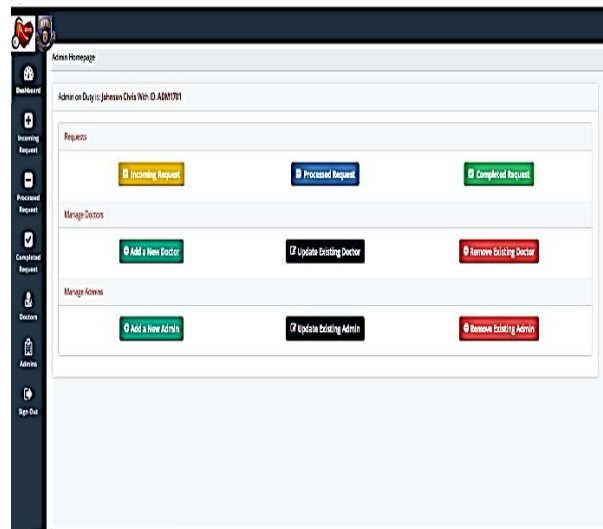 Admin Homepage
Dashboard
Admin on Duty is: Johnson Chris With ID: ADM1701
Incoming
Request
Requests
Incoming Request
Processed Request
Completed Request
Processed
Request
Manage Doctors
Completed
Request
Add a New Doctor
Update Existing Doctor
Remove Existing Doctor
Manage Admins
Doctors
Add a New Admin
Update Existing Admin
Remove Existing Admin
Admins
Sign Out